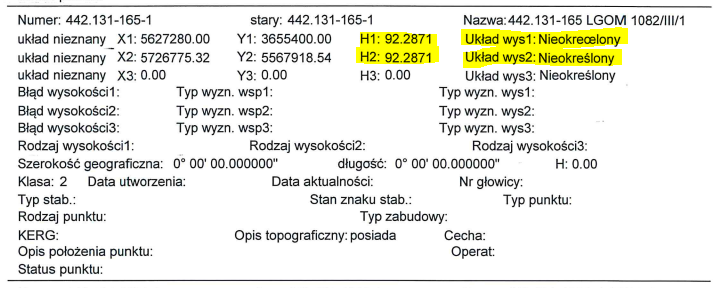 Numer: 442.131-165-1 stary: 442.131-165-1 Nazwa: 442.131-165 LGOM 1082/III/1
układ nieznany X1: 5627280.00 Y1: 3655400.00 H1: 92.2871 Układ wys1: Nieokreœlony
układ nieznany X2: 5726775.32 Y2: 5567918.54 H2: 92.2871 Układ wys2: Nieokreślony
układ nieznany X3: 0.00 Y3: 0.00 H3: 0.00 Układ wys3: Nieokreślony
Błąd wysokości1: Typ wyzn. wsp1: Typ wyzn. wys1:
Błąd wysokości2: Typ wyzn. wsp2: Typ wyzn. wys2:
Błąd wysokości3: Typ wyzn. wsp3: Typ wyzn. wys3:
Rodzaj wysokości1: Rodzaj wysokości2: Rodzaj wysokości3:
Szerokość geograficzna: 0° 00' 00.000000" długość: 0° 00' 00.000000" H: 0.00
Klasa: 2 Data utworzenia: Data aktualności: Nr głowicy:
Typ stab.: Stan znaku stab.: Typ punktu:
Rodzaj punktu: Typ zabudowy:
KERG: Opis topograficzny: posiada Cecha:
Opis położenia punktu: Operat:
Status punktu: